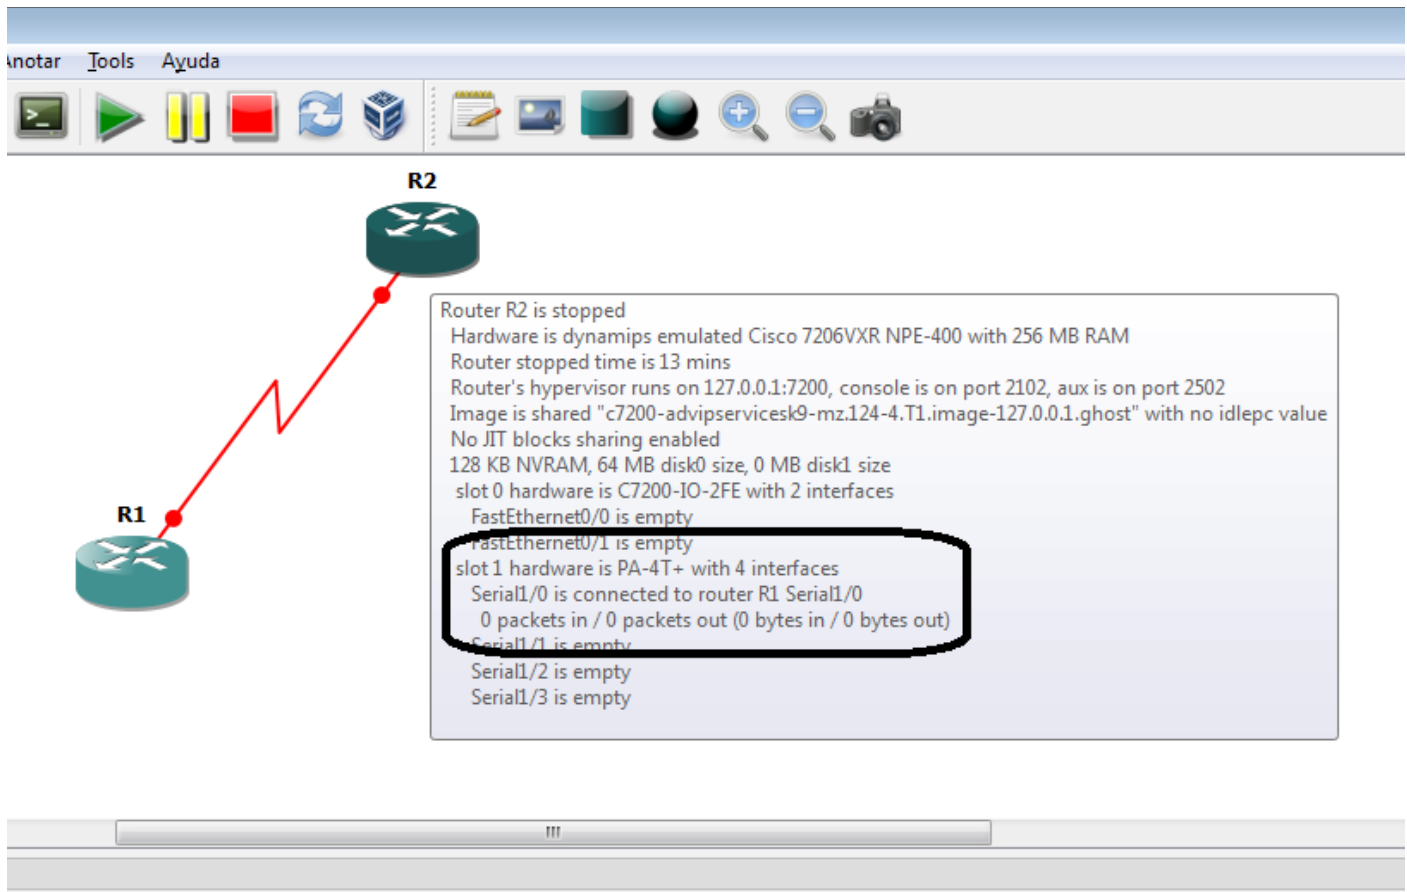 Anotar Tools Ayuda
R2
Router R2 is stopped
Hardware is dynamips emulated Cisco 7206VXR NPE-400 with 256 MB RAM
Router stopped time is 13 mins
Router's hypervisor runs on 127.0.0.1:7200, console is on port 2102, aux is on port 2502
Image is shared "c7200-advipservicesk9-mz.124-4.T1.image-127.0.0.1.ghost" with no idlepc value
No JIT blocks sharing enabled
128 KB NVRAM, 64 MB disk0 size, 0 MB disk1 size
slot 0 hardware is C7200-IO-2FE with 2 interfaces
FastEthernet0/0 is empty
R1
FastEthernet0/1 is empty
slot 1 hardware is PA-4T+ with 4 interfaces
Serial1/0 is connected to router R1 Serial1/0
0 packets in / 0 packets out (0 bytes in / 0 bytes out)
Serial1/1 is empty
Serial1/2 is empty
Serial1/3 is empty